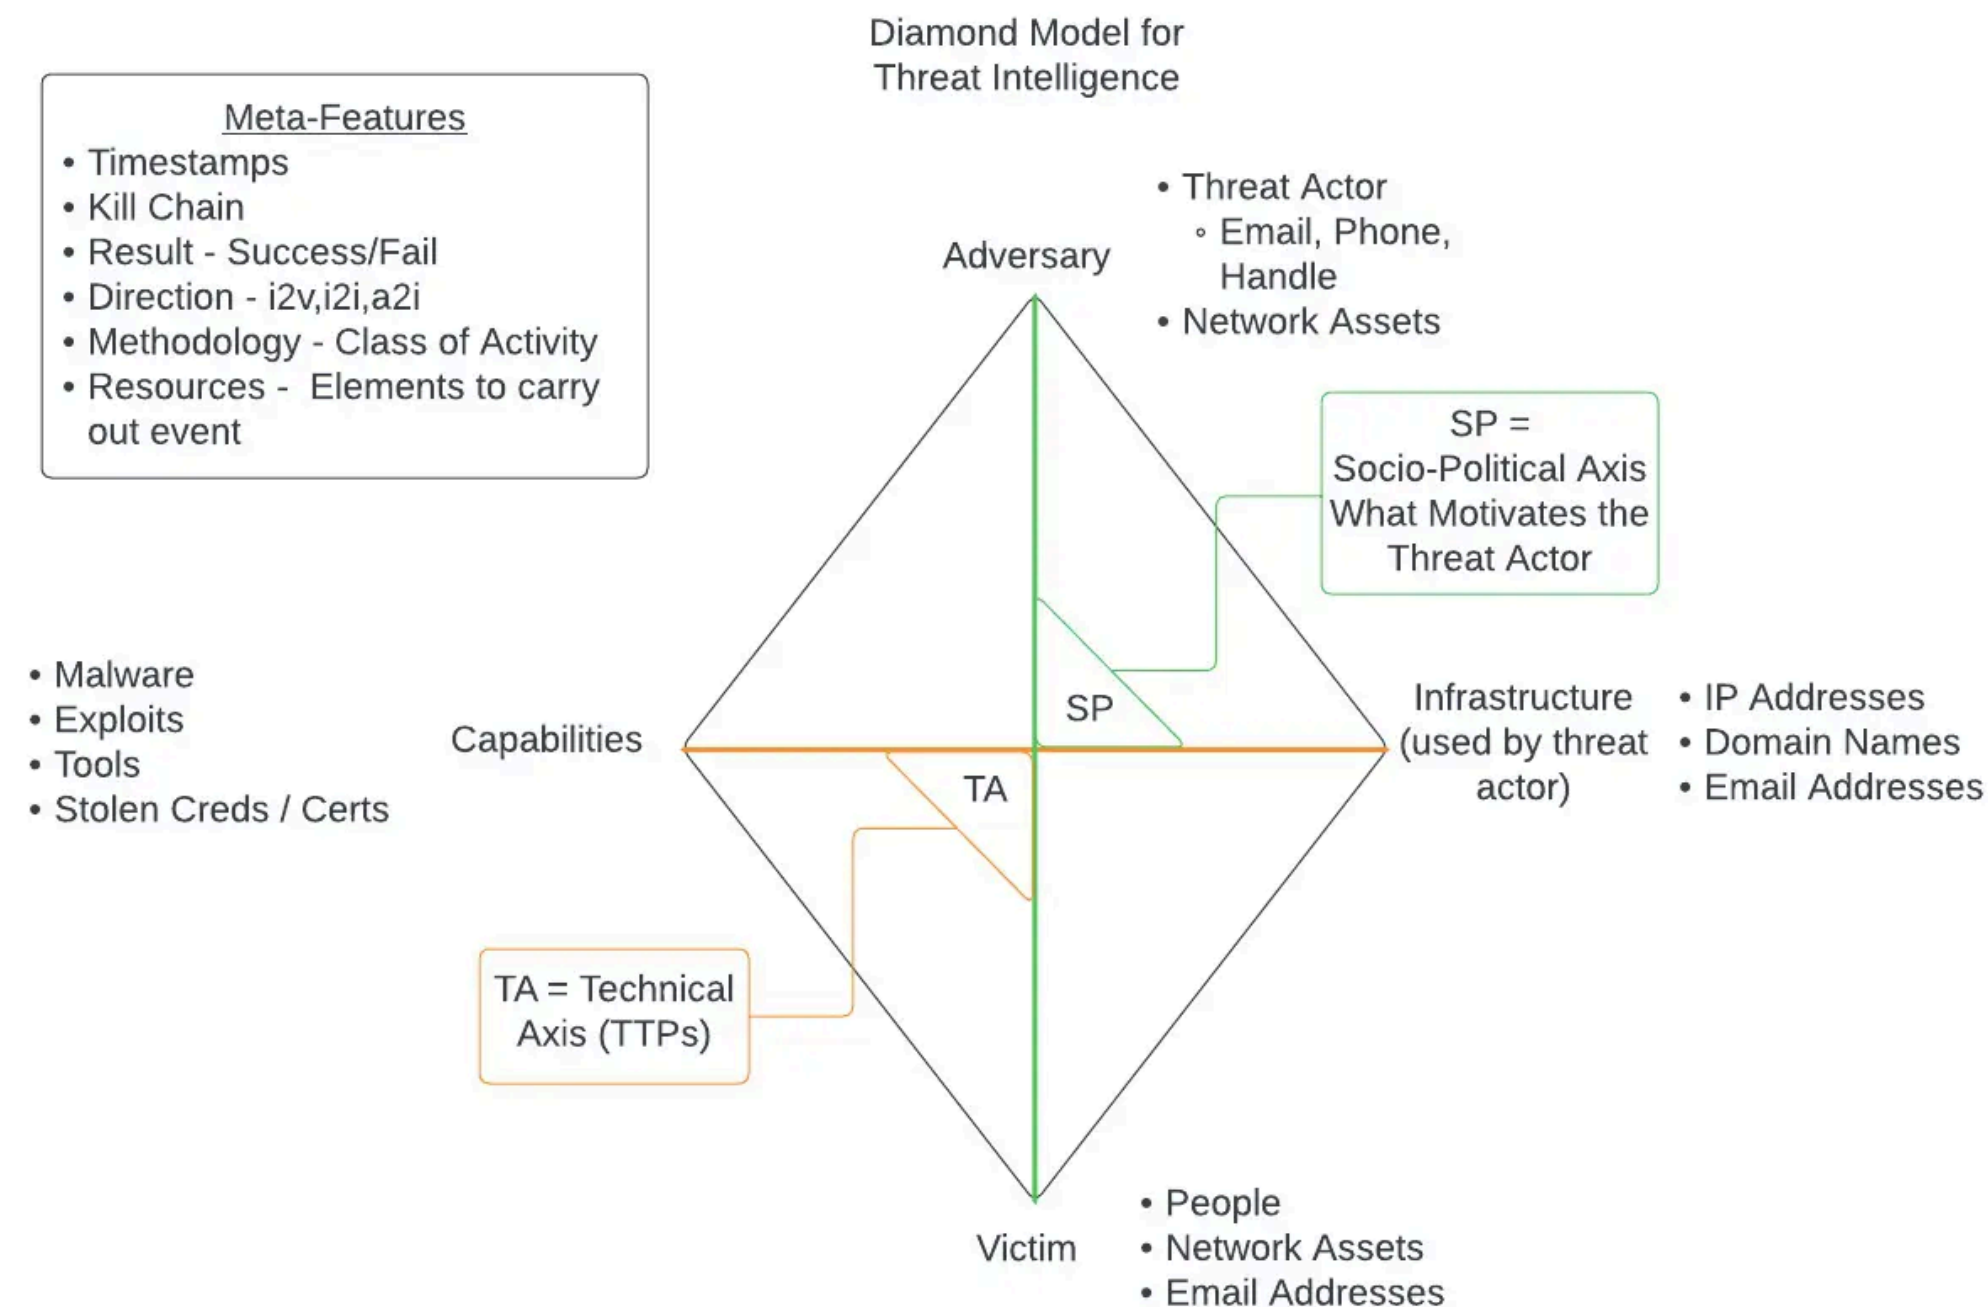 Diamond Model for
Threat Intelligence
Meta-Features
• Timestamps
• Kill Chain
• Result - Success/Fail
• Direction - i2v,i2i,a2i
• Methodology - Class of Activity
• Resources -  Elements to carry
out event
Adversary
• Threat Actor
◦ Email, Phone,
Handle
• Network Assets
SP =
Socio-Political Axis
What Motivates the
Threat Actor
• Malware
• Exploits
• Tools
• Stolen Creds / Certs
Capabilities
SP
TA
Infrastructure
(used by threat
actor)
• IP Addresses
• Domain Names
• Email Addresses
TA = Technical
Axis (TTPs)
Victim
• People
• Network Assets
• Email Addresses